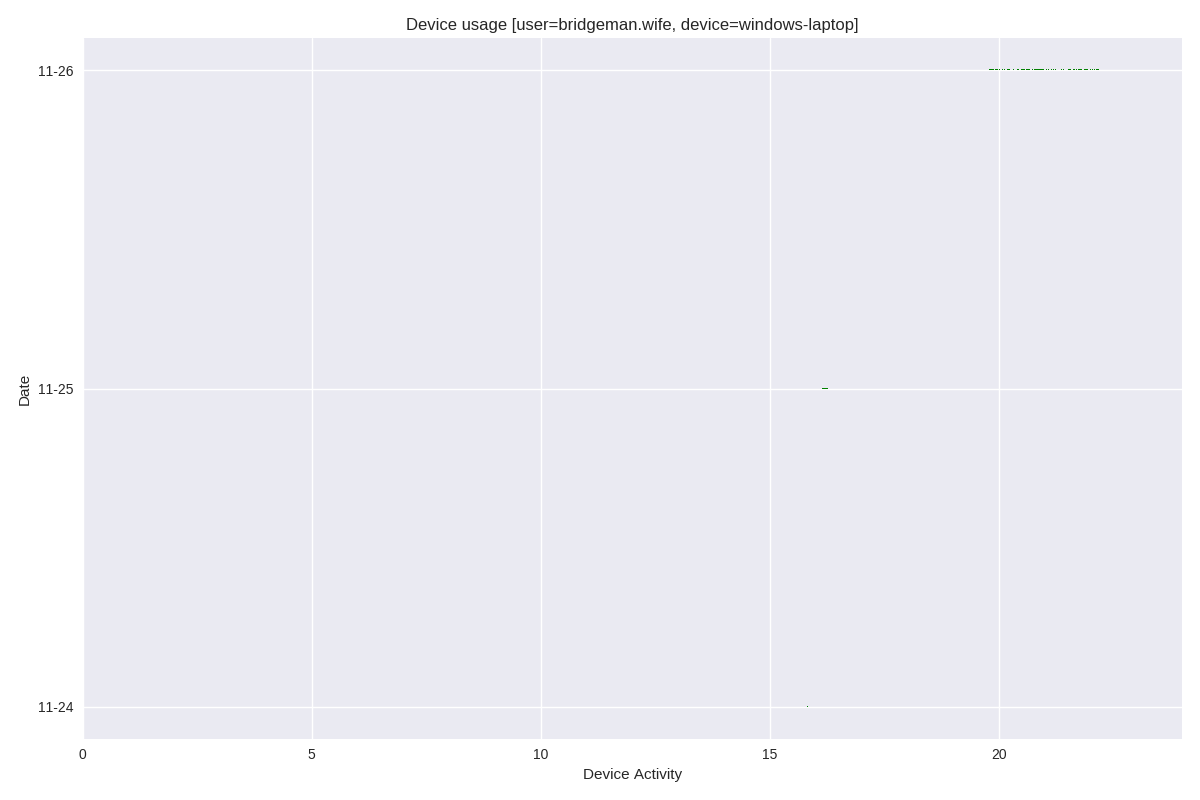 Device usage [user=bridgeman.wife, device=windows-laptop]
11-26
11-25
11-24
Date
0 5 10 15 20
Device Activity